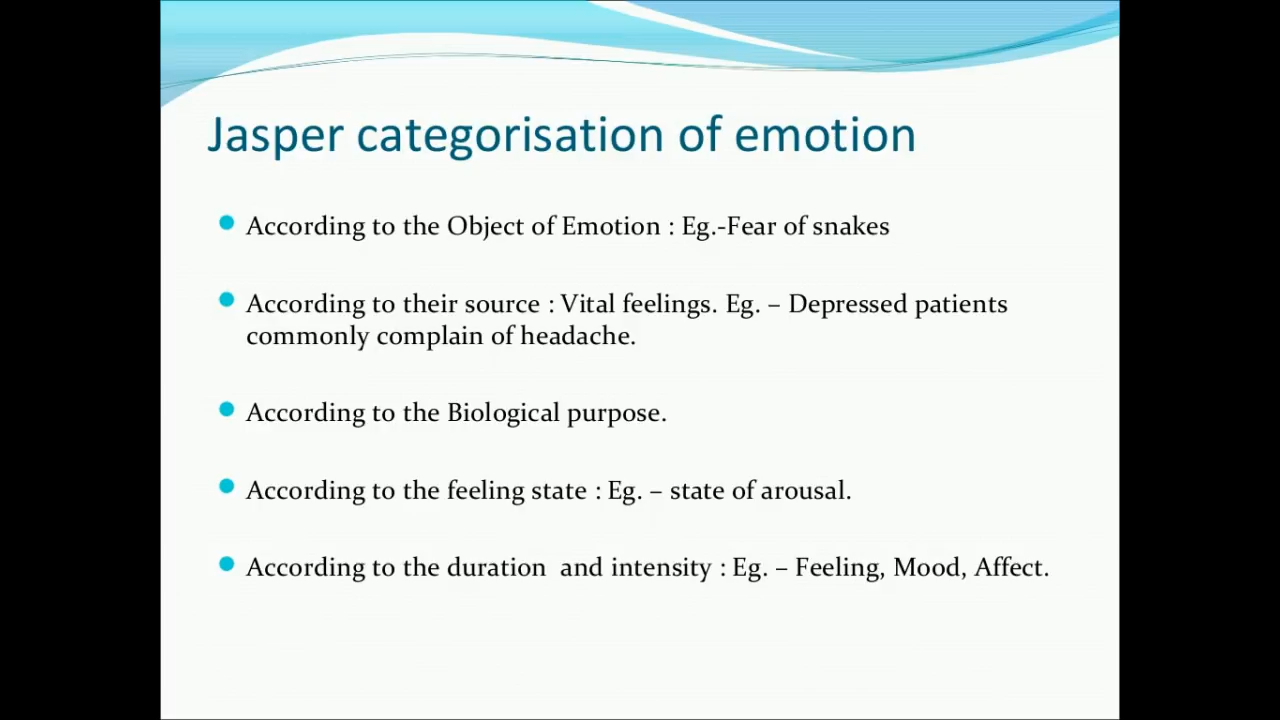 Jasper categorisation of emotion
According to the Object of Emotion : Eg.-Fear of snakes
According to their source : Vital feelings. Eg. – Depressed patients
commonly complain of headache.
According to the Biological purpose.
According to the feeling state : Eg. – state of arousal.
According to the duration  and intensity : Eg. – Feeling, Mood, Affect.